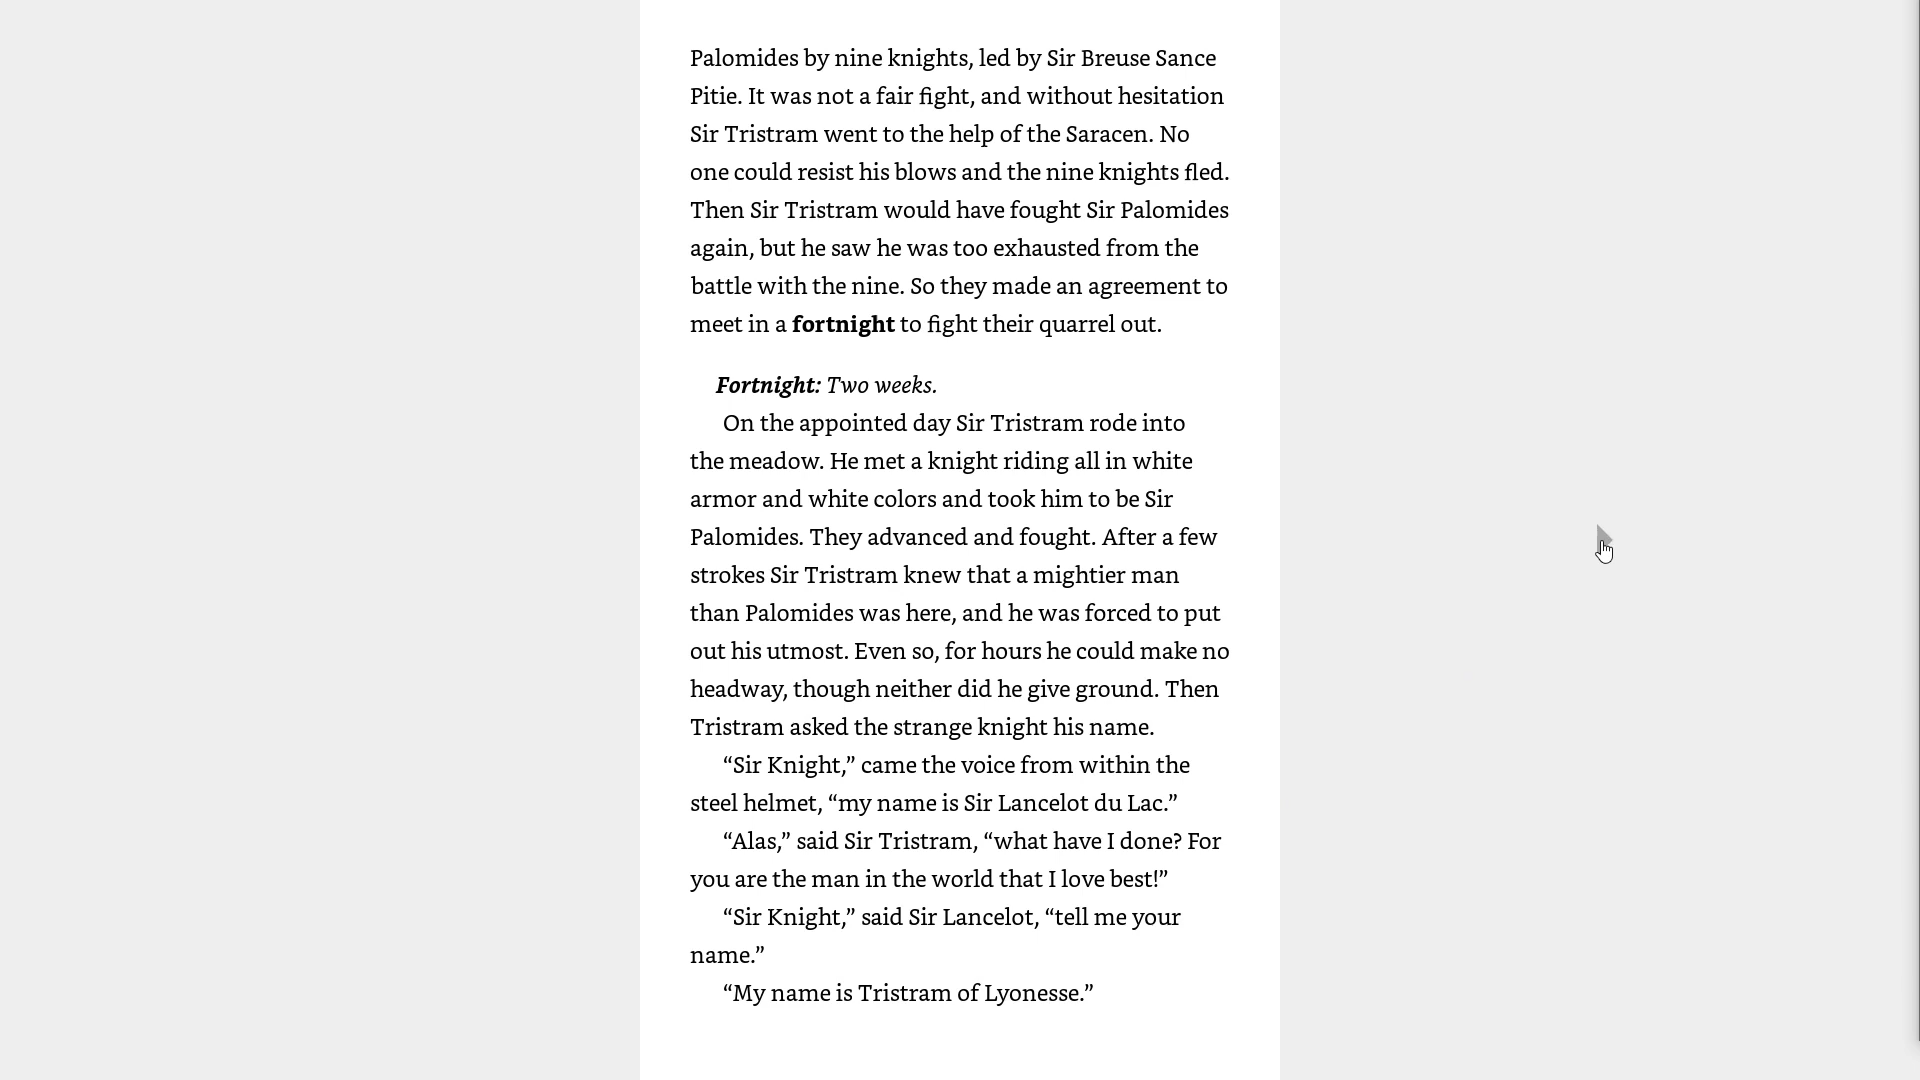 Palomides by nine knights, led by Sir Breuse Sance
Pitie. It was not a fair fight, and without hesitation
Sir Tristram went to the help of the Saracen. No
one could resist his blows and the nine knights fled.
Then Sir Tristram would have fought Sir Palomides
again, but he saw he was too exhausted from the
battle with the nine. So they made an agreement to
meet in a fortnight to fight their quarrel out.
Fortnight: Two weeks.
On the appointed day Sir Tristram rode into
the meadow. He met a knight riding all in white
armor and white colors and took him to be Sir
Palomides. They advanced and fought. After a few
strokes Sir Tristram knew that a mightier man
than Palomides was here, and he was forced to put
out his utmost. Even so, for hours he could make no
headway, though neither did he give ground. Then
Tristram asked the strange knight his name.
“Sir Knight,” came the voice from within the
steel helmet, “my name is Sir Lancelot du Lac.”
“Alas,” said Sir Tristram, “what have I done? For
you are the man in the world that I love best!”
“Sir Knight,” said Sir Lancelot, “tell me your
name.”
“My name is Tristram of Lyonesse.”